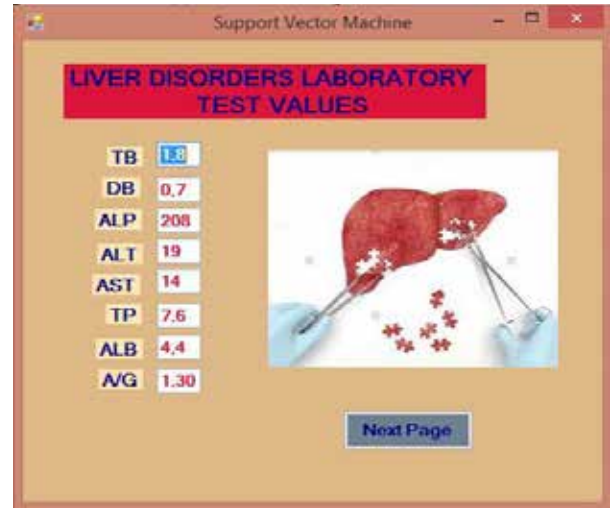 Support Vector Machine
LIVER DISORDERS LABORATORY
TEST VALUES
TB 1.8
DB 0,7
ALP 208
ALT 19
AST 14
TP 7,6
ALB 4,4
A/G 1.30
Next Page